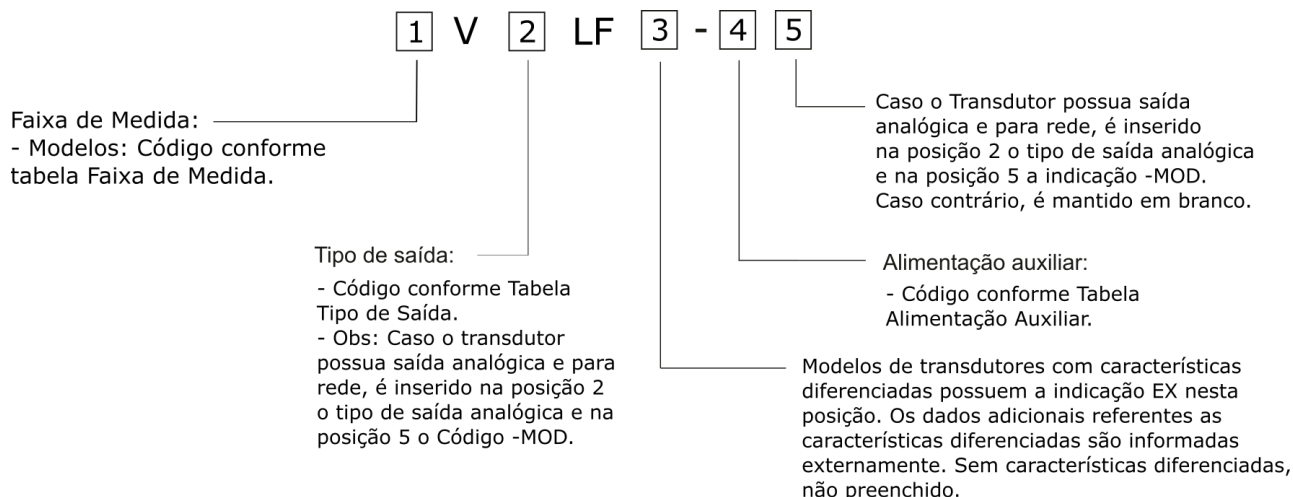 1 V 2 LF 3 - 4 5
Faixa de Medida:
- Modelos: Código conforme
tabela Faixa de Medida.
Tipo de saída:
- Código conforme Tabela
Tipo de Saída.
- Obs: Caso o transdutor
possua saída analógica e para
rede, é inserido na posição 2
o tipo de saída analógica e na
posição 5 o Código -MOD.
Caso o Transdutor possua saída
analógica e para rede, é inserido
na posição 2 o tipo de saída analógica
e na posição 5 a indicação -MOD.
Caso contrário, é mantido em branco.
Alimentação auxiliar:
- Código conforme Tabela
Alimentação Auxiliar.
Modelos de transdutores com características
diferenciadas possuem a indicação EX nesta
posição. Os dados adicionais referentes as
características diferenciadas são informadas
externamente. Sem características diferenciadas,
não preenchido.